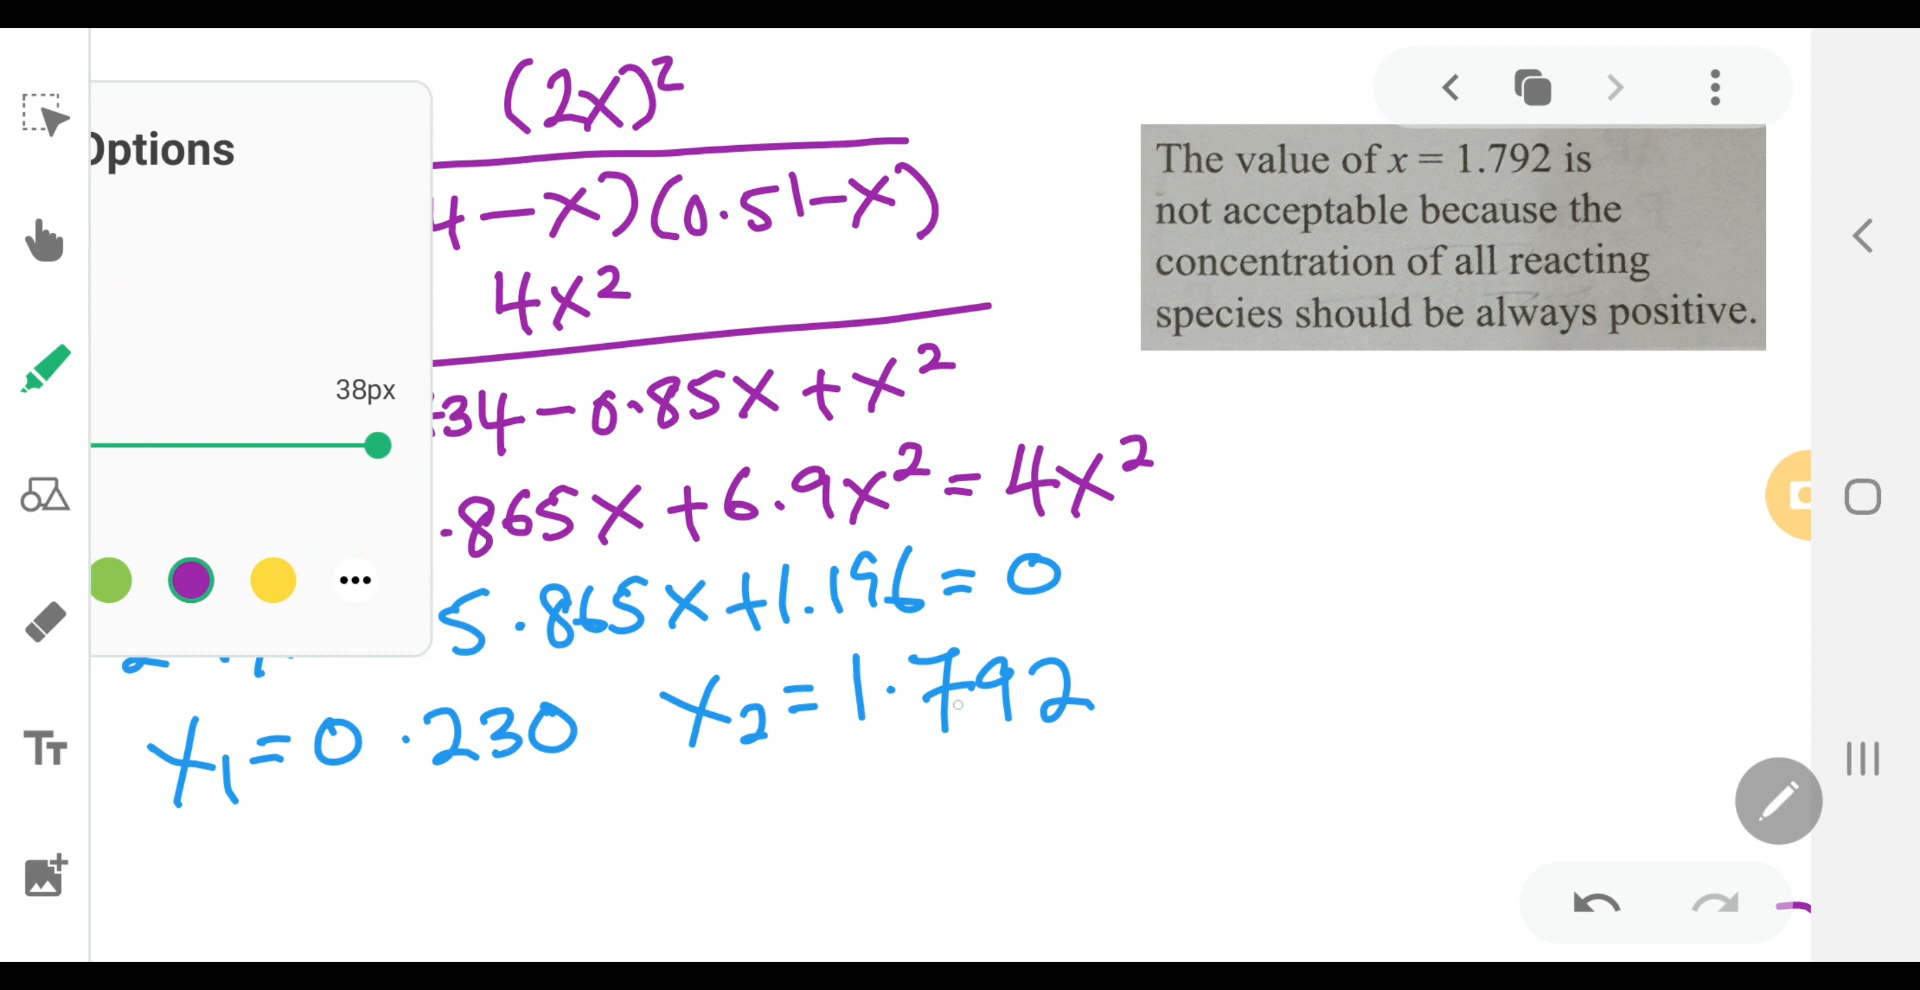 Options
38px
(2x)²
4-x)(0.51-x)
4x²
.34-0.85x+x²
.865x+6.9x²=4x²
5.865x+1.196=0
x₁=0.230 x₂=1.792
The value of x = 1.792 is
not acceptable because the
concentration of all reacting
species should be always positive.
TT